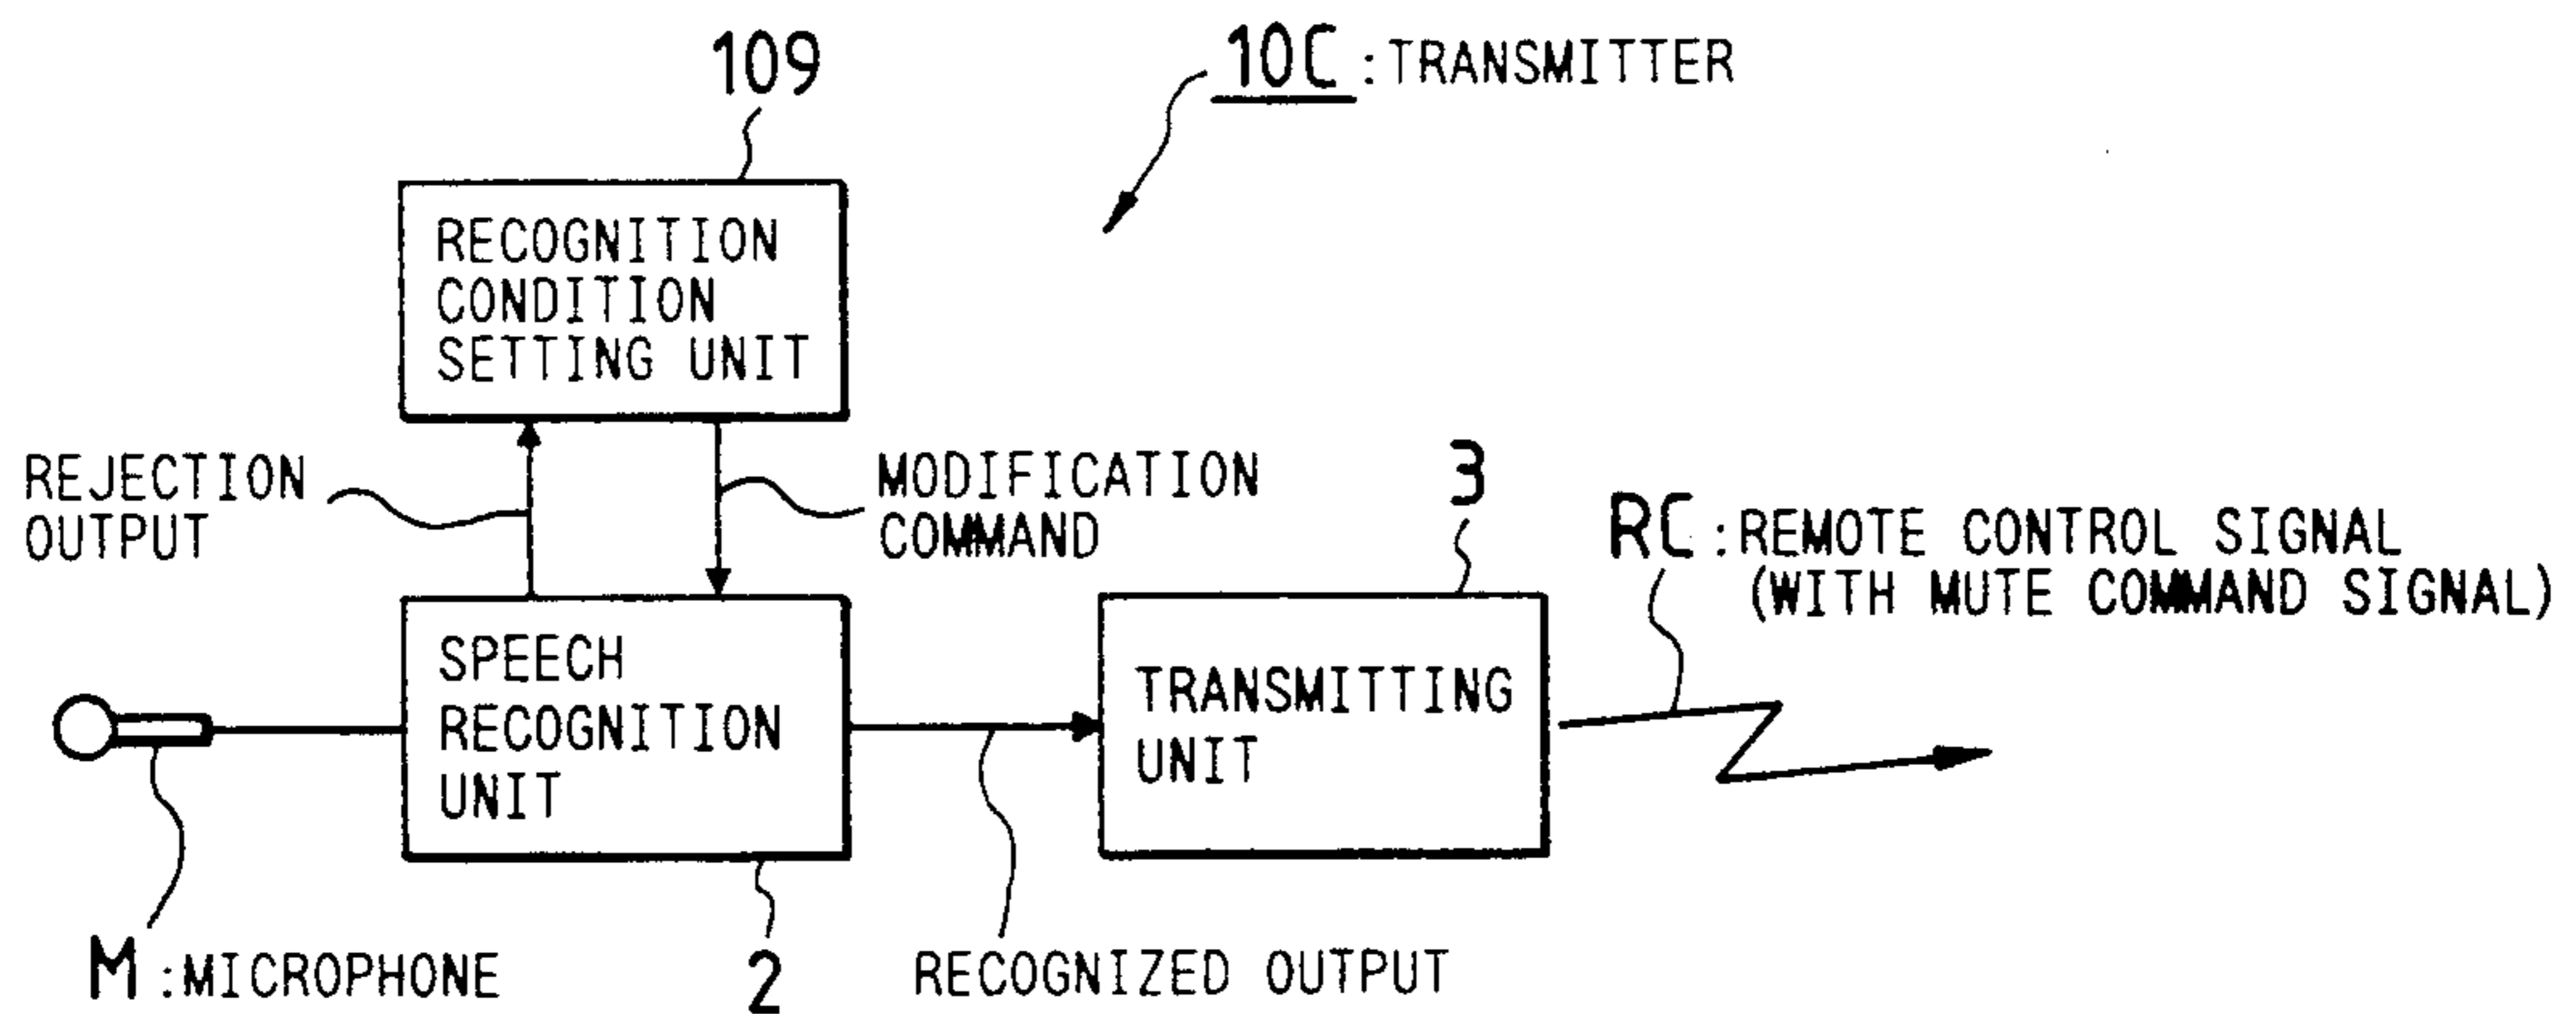 109
10C : TRANSMITTER
RECOGNITION
CONDITION
SETTING UNIT
REJECTION
OUTPUT
MODIFICATION
COMMAND
3
RC : REMOTE CONTROL SIGNAL
(WITH MUTE COMMAND SIGNAL)
SPEECH
RECOGNITION
UNIT
TRANSMITTING
UNIT
M : MICROPHONE
2
RECOGNIZED OUTPUT